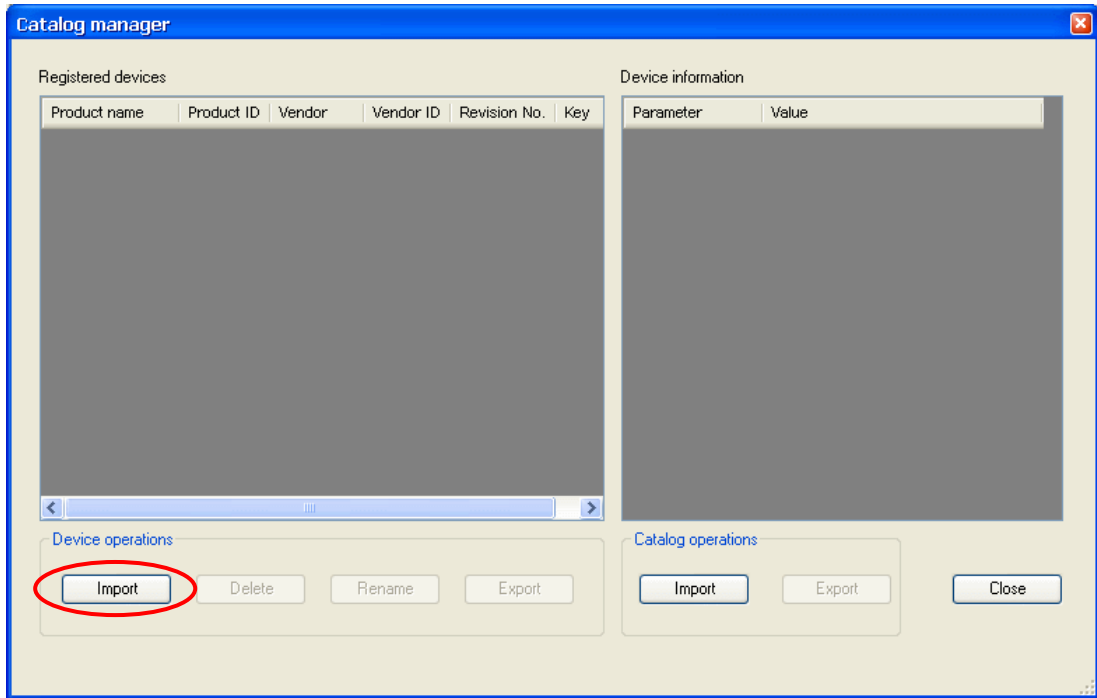 Catalog manager
Registered devices
Product name Product ID Vendor Vendor ID Revision No. Key
Device information
Parameter Value
Device operations
Import Delete Rename Export
Catalog operations
Import Export
Close